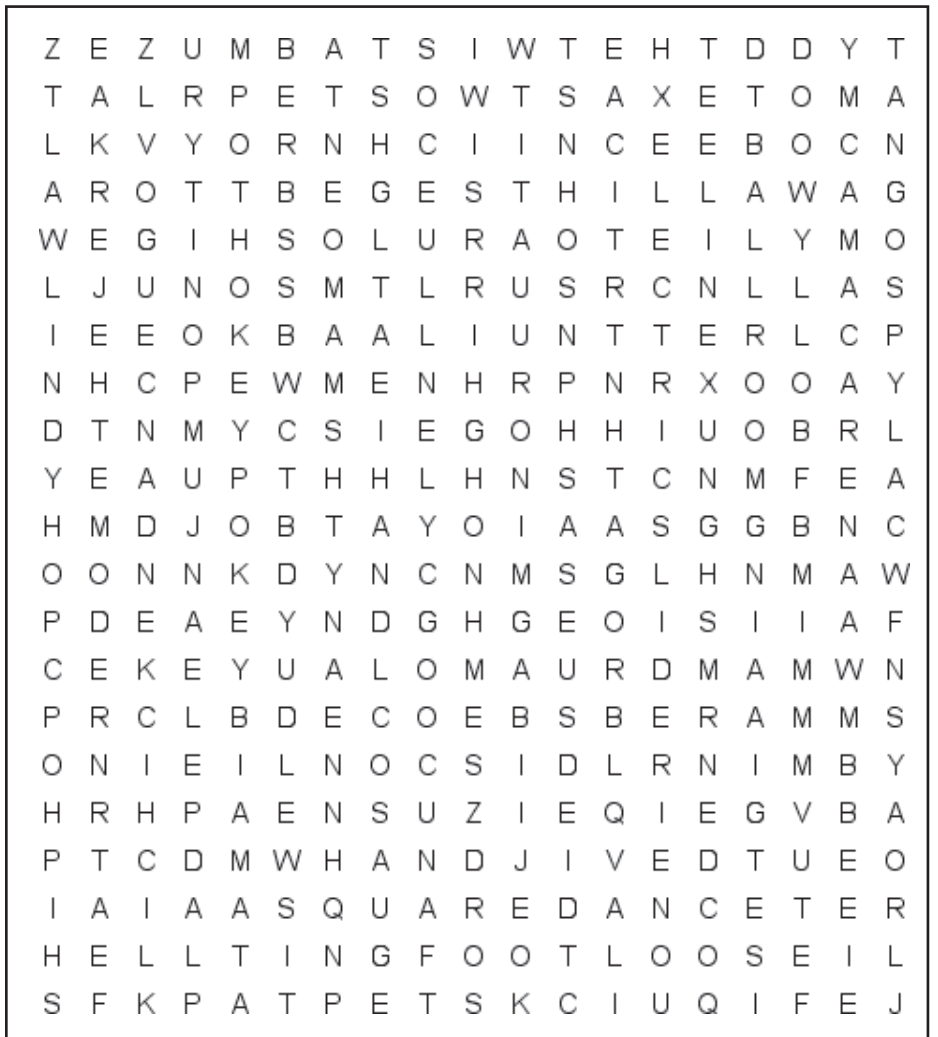 Z E Z U M B A T S I W T E H T D D Y T
T A L R P E T S O W T S A X E T O M A
L K V Y O R N H C I I N C E E B O C N
A R O T T B E G E S T H I L L A W A G
W E G I H S O L U R A O T E I L Y M O
L J U N O S M T L R U S R C N L L A S
I E E O K B A A L I U N T T E R L C P
N H C P E W M E N H R P N R X O O A Y
D T N M Y C S I E G O H H I U O B R L
Y E A U P T H H L H N S T C N M F E A
H M D J O B T A Y O I A A S G G B N C
O O N N K D Y N C N M S G L H N M A W
P D E A E Y N D G H G E O I S I I A F
C E K E Y U A L O M A U R D M A M W N
P R C L B D E C O E B S B E R A M M S
O N I E I L N O C S I D L R N I M B Y
H R H P A E N S U Z I E Q I E G V B A
P T C D M W H A N D J I V E D T U E O
I A I A A S Q U A R E D A N C E T E R
H E L L T I N G F O O T L O O S E I L
S F K P A T P E T S K C I U Q I F E J